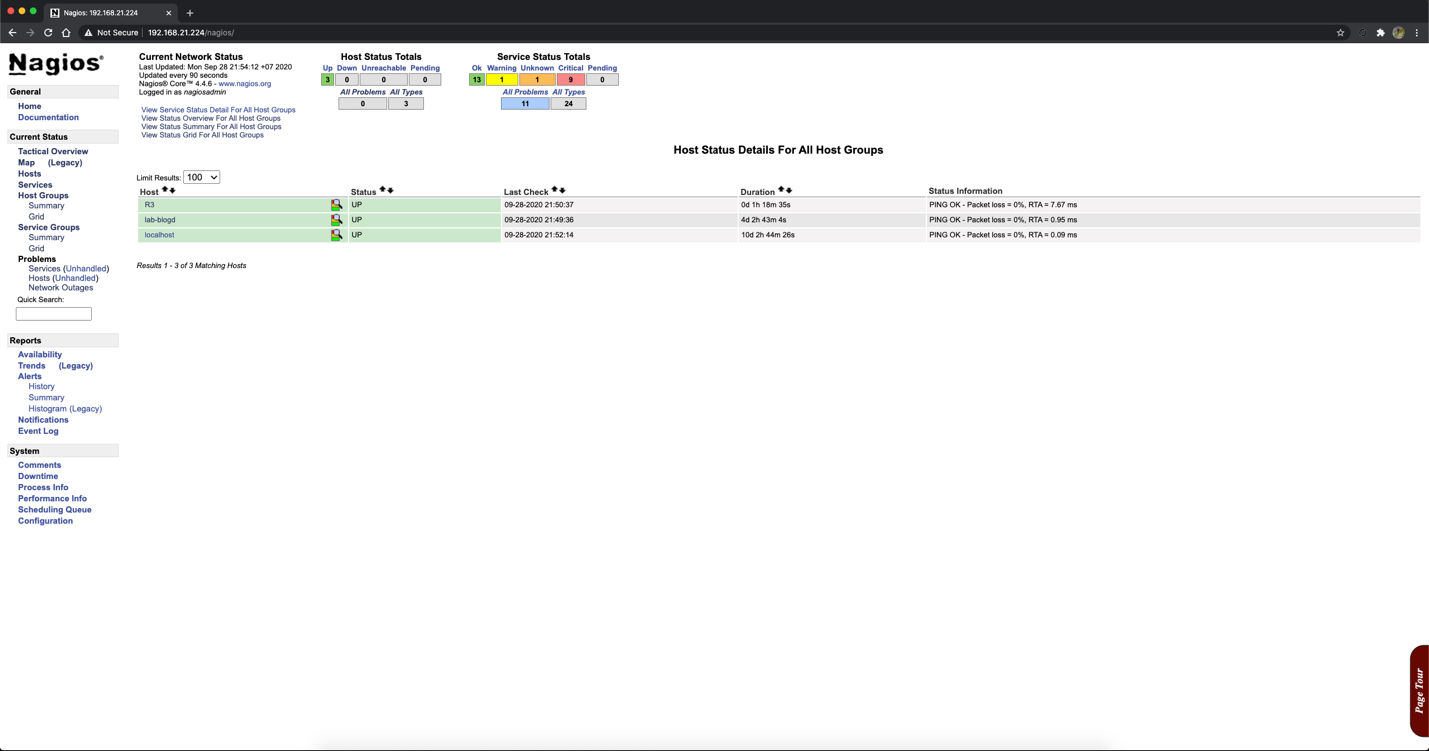 Nagios: 192.168.21.224
Not Secure | 192.168.21.224/nagios/
Nagios®
General
Home
Documentation
Current Status
Tactical Overview
Map (Legacy)
Hosts
Services
Host Groups
Summary
Grid
Service Groups
Summary
Grid
Problems
Services (Unhandled)
Hosts (Unhandled)
Network Outages
Quick Search:
Reports
Availability
Trends (Legacy)
Alerts
History
Summary
Histogram (Legacy)
Notifications
Event Log
System
Comments
Downtime
Process Info
Performance Info
Scheduling Queue
Configuration
Current Network Status
Last Updated: Mon Sep 28 21:54:12 +07 2020
Updated every 90 seconds
Nagios® Core™ 4.4.6 - www.nagios.org
Logged in as nagiosadmin
View Service Status Detail For All Host Groups
View Status Overview For All Host Groups
View Status Summary For All Host Groups
View Status Grid For All Host Groups
Host Status Totals
Up Down Unreachable Pending
3 0 0 0
All Problems All Types
0 3
Service Status Totals
Ok Warning Unknown Critical Pending
13 1 1 9 0
All Problems All Types
11 24
Host Status Details For All Host Groups
Limit Results: 100
Host Status Last Check Duration Status Information
R3 UP 09-28-2020 21:50:37 0d 1h 18m 35s PING OK - Packet loss = 0%, RTA = 7.67 ms
lab-blogd UP 09-28-2020 21:49:36 4d 2h 43m 4s PING OK - Packet loss = 0%, RTA = 0.95 ms
localhost UP 09-28-2020 21:52:14 10d 2h 44m 26s PING OK - Packet loss = 0%, RTA = 0.09 ms
Results 1 - 3 of 3 Matching Hosts
Page Tour